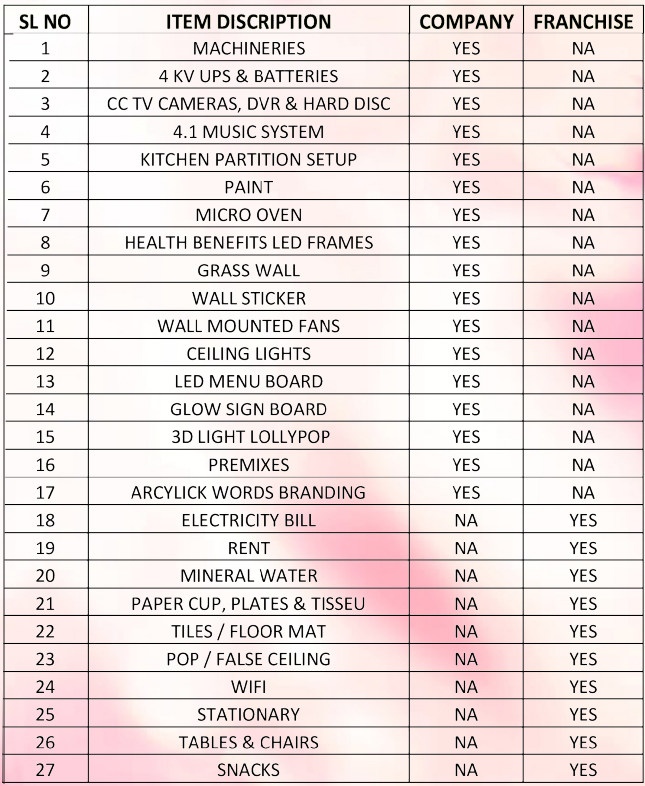 SL NO ITEM DISCRIPTION COMPANY FRANCHISE
1 MACHINERIES YES NA
2 4 KV UPS & BATTERIES YES NA
3 CC TV CAMERAS, DVR & HARD DISC YES NA
4 4.1 MUSIC SYSTEM YES NA
5 KITCHEN PARTITION SETUP YES NA
6 PAINT YES NA
7 MICRO OVEN YES NA
8 HEALTH BENEFITS LED FRAMES YES NA
9 GRASS WALL YES NA
10 WALL STICKER YES NA
11 WALL MOUNTED FANS YES NA
12 CEILING LIGHTS YES NA
13 LED MENU BOARD YES NA
14 GLOW SIGN BOARD YES NA
15 3D LIGHT LOLLYPOP YES NA
16 PREMIXES YES NA
17 ARCYLICK WORDS BRANDING YES NA
18 ELECTRICITY BILL NA YES
19 RENT NA YES
20 MINERAL WATER NA YES
21 PAPER CUP, PLATES & TISSEU NA YES
22 TILES / FLOOR MAT NA YES
23 POP / FALSE CEILING NA YES
24 WIFI NA YES
25 STATIONARY NA YES
26 TABLES & CHAIRS NA YES
27 SNACKS NA YES